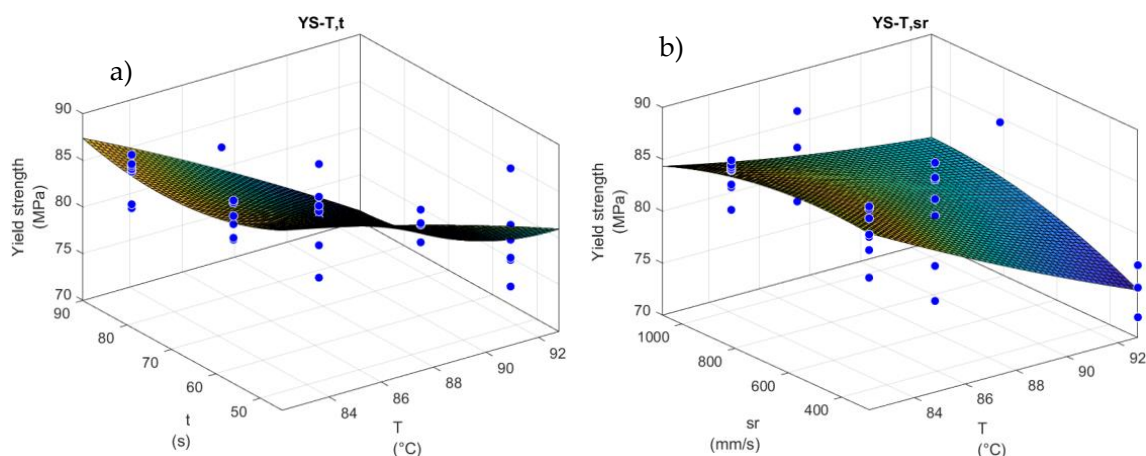 YS-T,t
a)
90
85
80
75
70
Yield strength
(MPa)
90
80
70
60
50
t
(s)
84
86
88
90
92
T
(°C)
YS-T,sr
b)
90
85
80
75
70
Yield strength
(MPa)
1000
800
600
400
sr
(mm/s)
84
86
88
90
92
T
(°C)